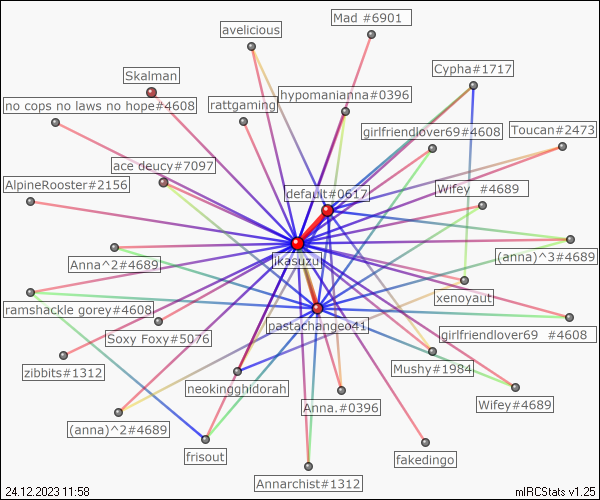 Mad #6901
avelicious
Cypha#1717
Skalman
hypomanianna#0396
no cops no laws no hope#4608
rattgaming
girlfriendlover69#4608
Toucan#2473
ace deucy#7097
AlpineRooster#2156
default#0617
Wifey #4689
Anna^2#4689
jikasuzu
(anna)^3#4689
xenoyaut
ramshackle gorey#4608
pastachangeo41
girlfriendlover69 #4608
Soxy Foxy#5076
zibbits#1312
Mushy#1984
neokingghidorah
Anna.#0396
Wifey#4689
(anna)^2#4689
frisout
fakedingo
Annarchist#1312
24.12.2023 11:58
mIRCStats v1.25